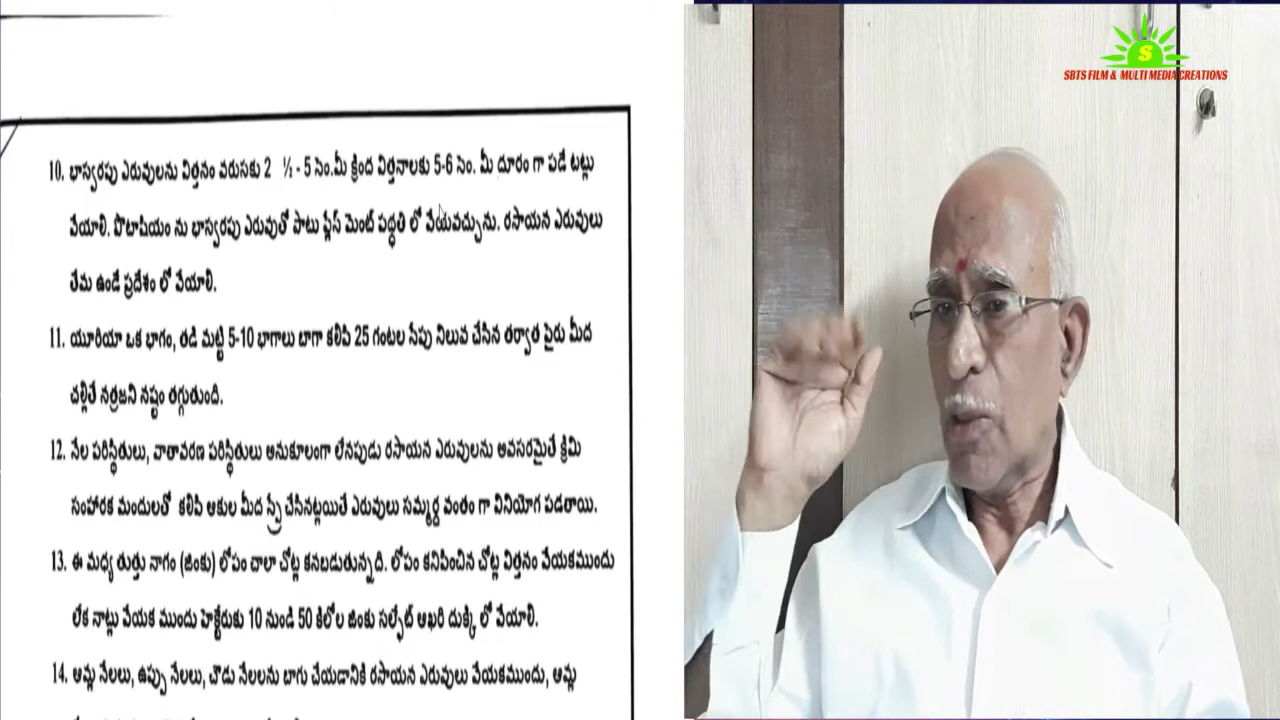 10. భాస్వరపు ఎరువులను విత్తనం వరుసకు 2 ½ - 5 సెం.మీ క్రింద విత్తనాలకు 5-6 సెం. మీ దూరం గా పడే టట్లు
వేయాలి. పొటాషియం ను భాస్వరపు ఎరువుతో పాటు ప్లేస్ మెంట్ పధ్ధతి లో వేయవచ్చును. రసాయన ఎరువులు
తేమ ఉండే ప్రదేశం లో వేయాలి.
11. యూరియా ఒక భాగం, తడి మట్టి 5-10 భాగాలు బాగా కలిపి 25 గంటల సేపు నిలువ చేసిన తర్వాత పైరు మీద
చల్లితే నత్రజని నష్టం తగ్గుతుంది.
12. నేల పరిస్థితులు, వాతావరణ పరిస్థితులు అనుకూలంగా లేనపుడు రసాయన ఎరువులను అవసరమైతే క్రిమి
సంహారక మందులతో కలిపి ఆకుల మీద స్ప్రే చేసినట్లయితే ఎరువులు సమ్మర్ధ వంతం గా వినియోగ పడతాయి.
13. ఈ మధ్య తుత్తు నాగం (జింకు) లోపం చాలా చోట్ల కనబడుతున్నది. లోపం కనిపించిన చోట్ల విత్తనం వేయకముందు
లేక నాట్లు వేయక ముందు హెక్టేరుకు 10 నుండి 50 కిలోల జింకు సల్ఫేట్ ఆఖరి దుక్కి లో వేయాలి.
14. ఆమ్ల నేలలు, ఉప్పు నేలలు, చౌడు నేలలను బాగు చేయడానికి రసాయన ఎరువులు వేయకముందు, ఆమ్ల
S
SBTS FILM & MULTI MEDIA CREATIONS